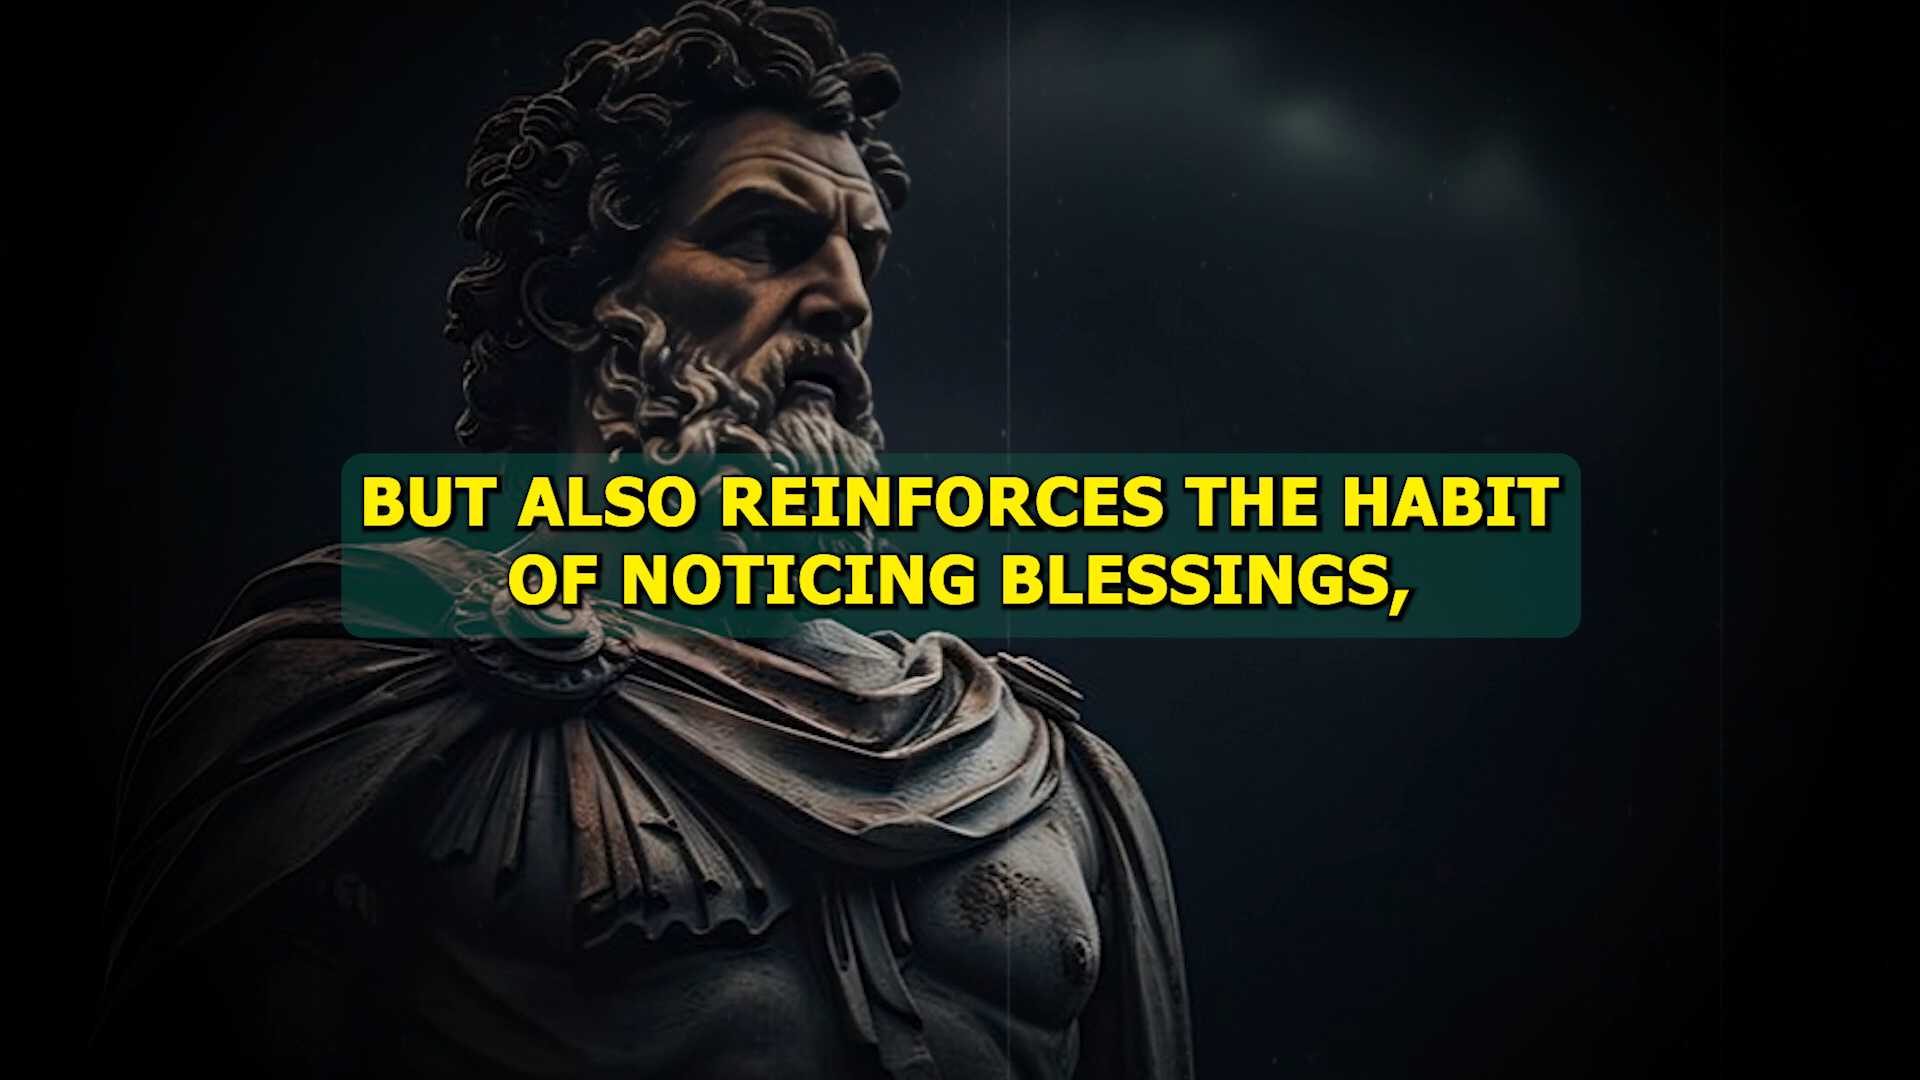 BUT ALSO REINFORCES THE HABIT
OF NOTICING BLESSINGS,